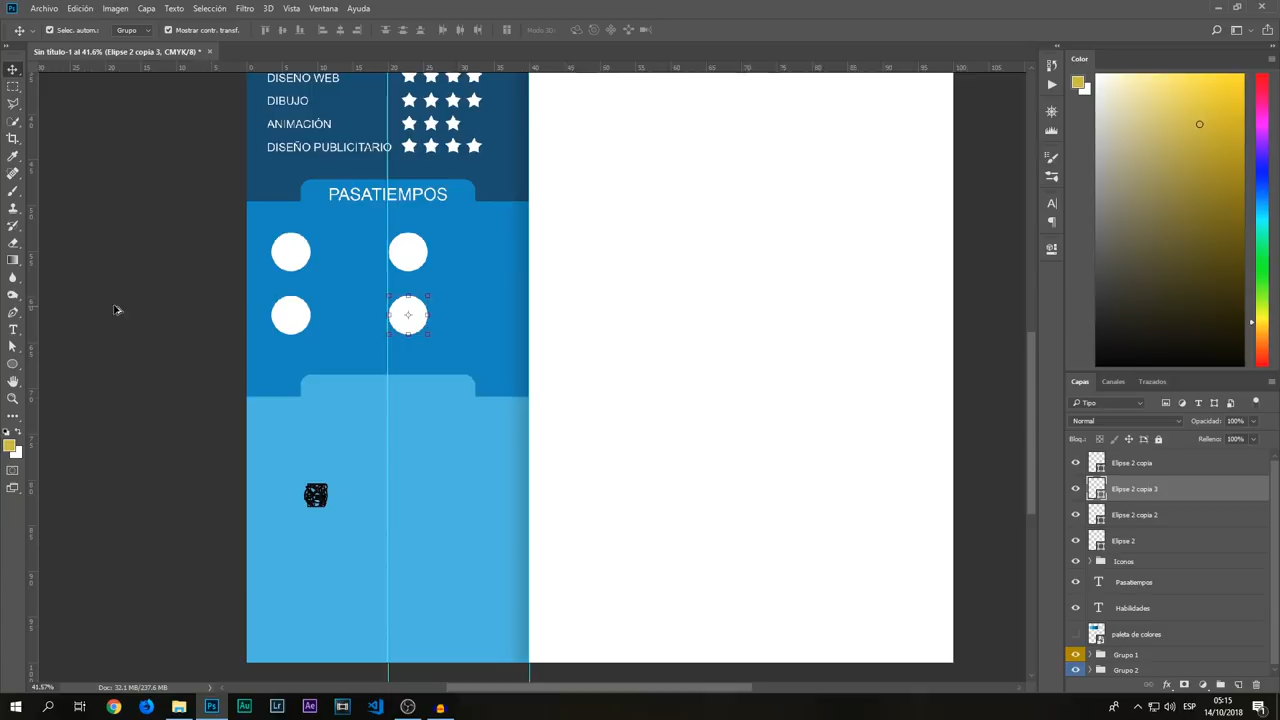 Archivo Edición Imagen Capa Texto Selección Filtro 3D Vista Ventana Ayuda
Selec. autom.: Grupo Mostrar contr. transf. Modo 3D:
Sin título-1 al 41.6% (Elipse 2 copia 3, CMYK/8) *
DISEÑO WEB
DIBUJO
ANIMACIÓN
DISEÑO PUBLICITARIO
PASATIEMPOS
Color
Capas Canales Trazados
Tipo
Normal Opacidad: 100%
Bloq.: Relleno: 100%
Elipse 2 copia
Elipse 2 copia 3
Elipse 2 copia 2
Elipse 2
Iconos
Pasatiempos
Habilidades
paleta de colores
Grupo 1
Grupo 2
41.57% Doc: 32.1 MB/237.6 MB
ESP 05:15
14/10/2018